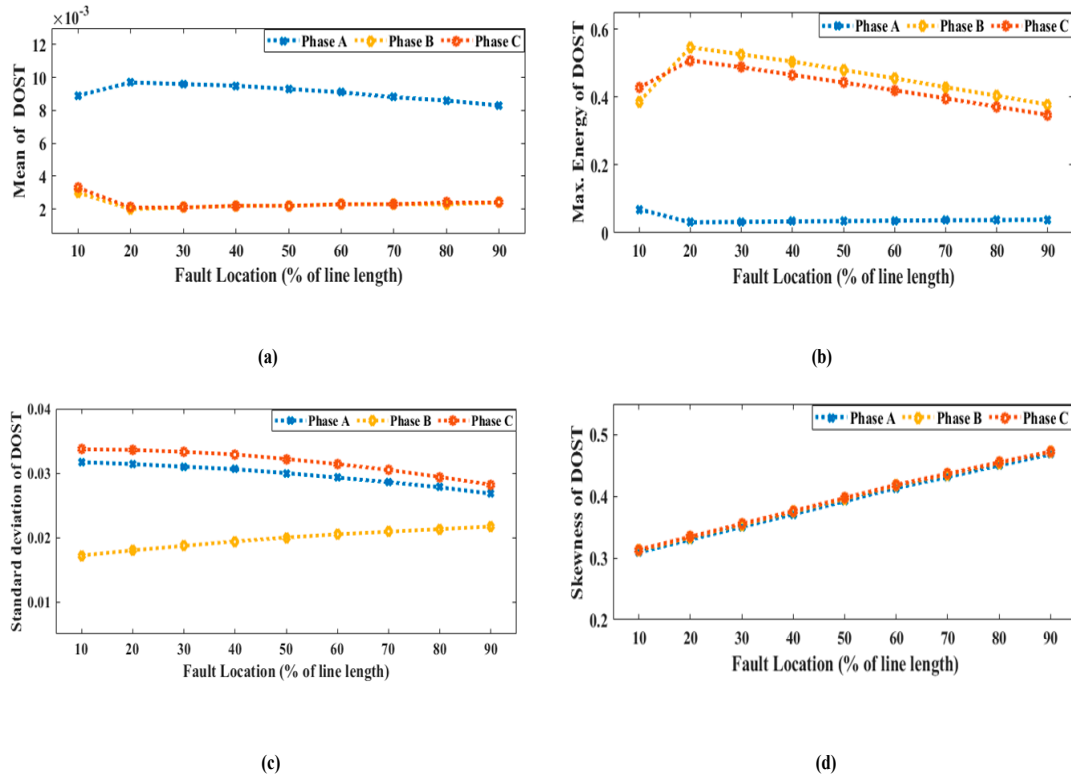 ×10⁻³
Phase A Phase B Phase C
12
10
8
6
4
2
Mean of DOST
10 20 30 40 50 60 70 80 90
Fault Location (% of line length)
(a)
Phase A Phase B Phase C
0.6
0.4
0.2
0
Max. Energy of DOST
10 20 30 40 50 60 70 80 90
Fault Location (% of line length)
(b)
Phase A Phase B Phase C
0.04
0.03
0.02
0.01
Standard deviation of DOST
10 20 30 40 50 60 70 80 90
Fault Location (% of line length)
(c)
Phase A Phase B Phase C
0.5
0.4
0.3
0.2
Skewness of DOST
10 20 30 40 50 60 70 80 90
Fault Location (% of line length)
(d)